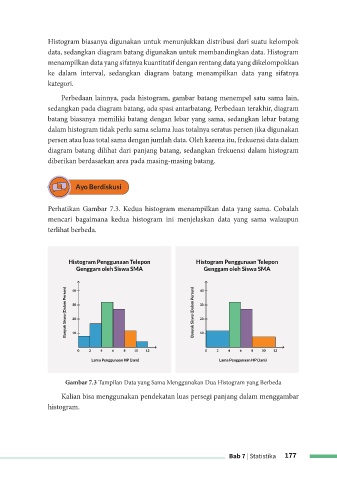 Histogram biasanya digunakan untuk menunjukkan distribusi dari suatu kelompok
data, sedangkan diagram batang digunakan untuk membandingkan data. Histogram
menampilkan data yang sifatnya kuantitatif dengan rentang data yang dikelompokkan
ke dalam interval, sedangkan diagram batang menampilkan data yang sifatnya
kategori.
Perbedaan lainnya, pada histogram, gambar batang menempel satu sama lain,
sedangkan pada diagram batang, ada spasi antarbatang. Perbedaan terakhir, diagram
batang biasanya memiliki batang dengan lebar yang sama, sedangkan lebar batang
dalam histogram tidak perlu sama selama luas totalnya seratus persen jika digunakan
persen atau luas total sama dengan jumlah data. Oleh karena itu, frekuensi data dalam
diagram batang dilihat dari panjang batang, sedangkan frekuensi dalam histogram
diberikan berdasarkan area pada masing-masing batang.
Ayo Berdiskusi
Perhatikan Gambar 7.3. Kedua histogram menampilkan data yang sama. Cobalah
mencari bagaimana kedua histogram ini menjelaskan data yang sama walaupun
terlihat berbeda.
Histogram Penggunaan Telepon
Genggam oleh Siswa SMA
Banyak Siswa (Dalam Persen)
40
30
20
10
0 2 4 6 8 10 12
Lama Penggunaan HP (Jam)
Histogram Penggunaan Telepon
Genggam oleh Siswa SMA
Banyak Siswa (Dalam Persen)
40
30
20
10
0 2 4 6 8 10 12
Lama Penggunaan HP (Jam)
Gambar 7.3 Tampilan Data yang Sama Menggunakan Dua Histogram yang Berbeda
Kalian bisa menggunakan pendekatan luas persegi panjang dalam menggambar
histogram.
Bab 7 | Statistika 177